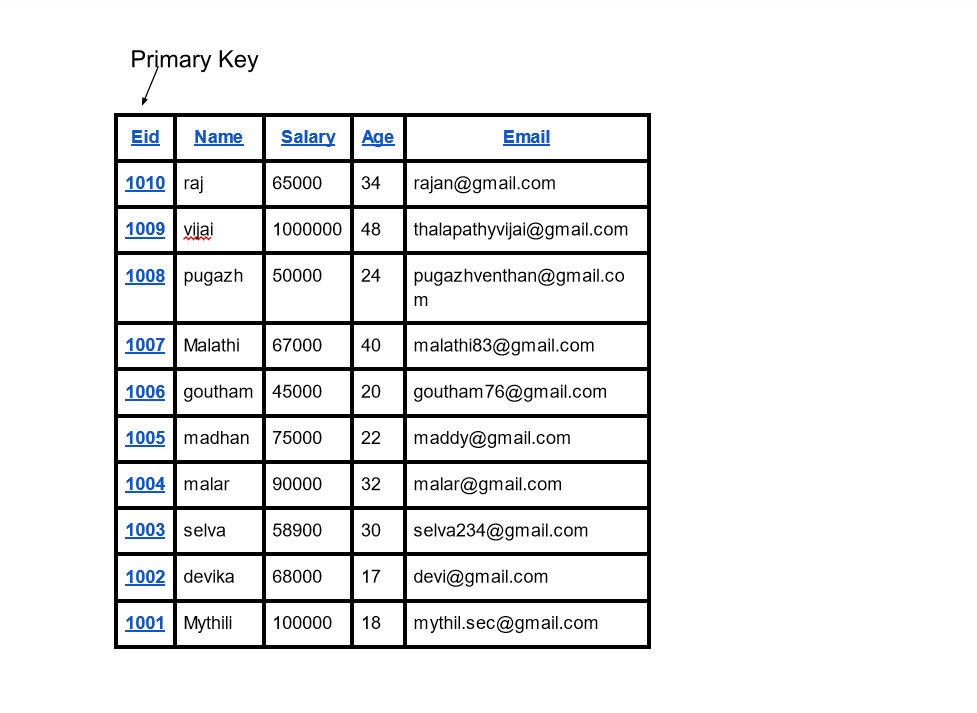 Primary Key
Eid Name Salary Age Email
1010 raj 65000 34 rajan@gmail.com
1009 vijai 1000000 48 thalapathyvijai@gmail.com
1008 pugazh 50000 24 pugazhventhan@gmail.co
m
1007 Malathi 67000 40 malathi83@gmail.com
1006 goutham 45000 20 goutham76@gmail.com
1005 madhan 75000 22 maddy@gmail.com
1004 malar 90000 32 malar@gmail.com
1003 selva 58900 30 selva234@gmail.com
1002 devika 68000 17 devi@gmail.com
1001 Mythili 100000 18 mythil.sec@gmail.com